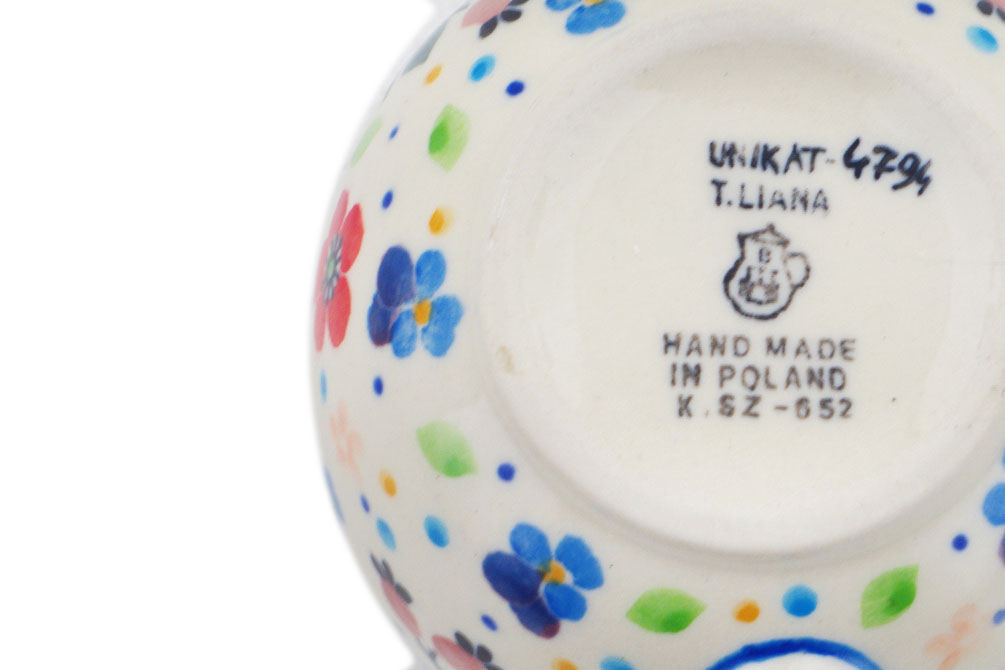 UNIKAT-4794
T.LIANA
B
HAND MADE
IN POLAND
K.SZ-652